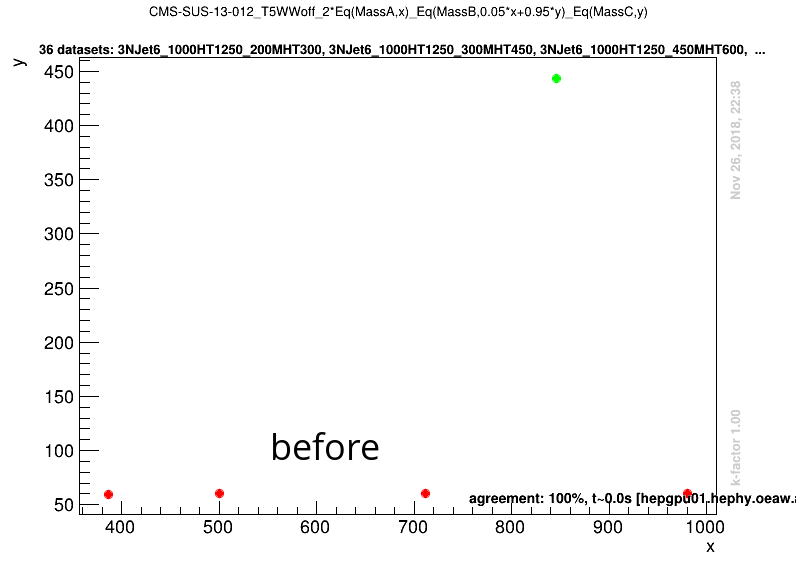 CMS-SUS-13-012_T5WWoff_2*Eq(MassA,x)_Eq(MassB,0.05*x+0.95*y)_Eq(MassC,y)
36 datasets: 3NJet6_1000HT1250_200MHT300, 3NJet6_1000HT1250_300MHT450, 3NJet6_1000HT1250_450MHT600, ...
y
450
400
350
300
250
200
150
100
50
before
agreement: 100%, t~0.0s [hepgpu01.hephy.oeaw.a
400 500 600 700 800 900 1000
x
Nov 26, 2018, 22:38
k-factor 1.00